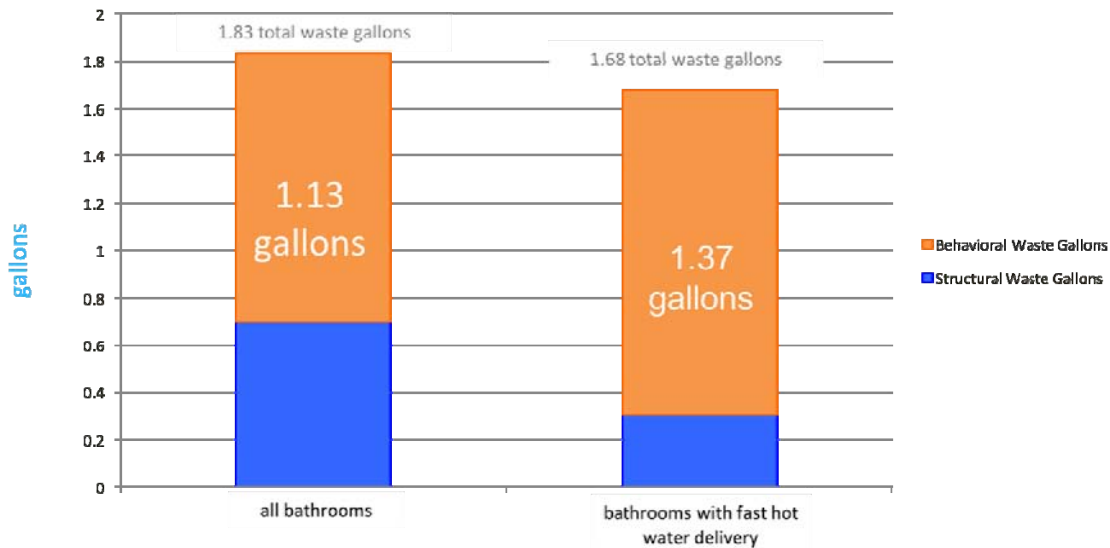 2
1.83 total waste gallons
1.8
1.68 total waste gallons
1.6
1.4
1.2
1.13
gallons
1
1.37
gallons
0.8
0.6
0.4
0.2
0
gallons
Behavioral Waste Gallons
Structural Waste Gallons
all bathrooms
bathrooms with fast hot
water delivery